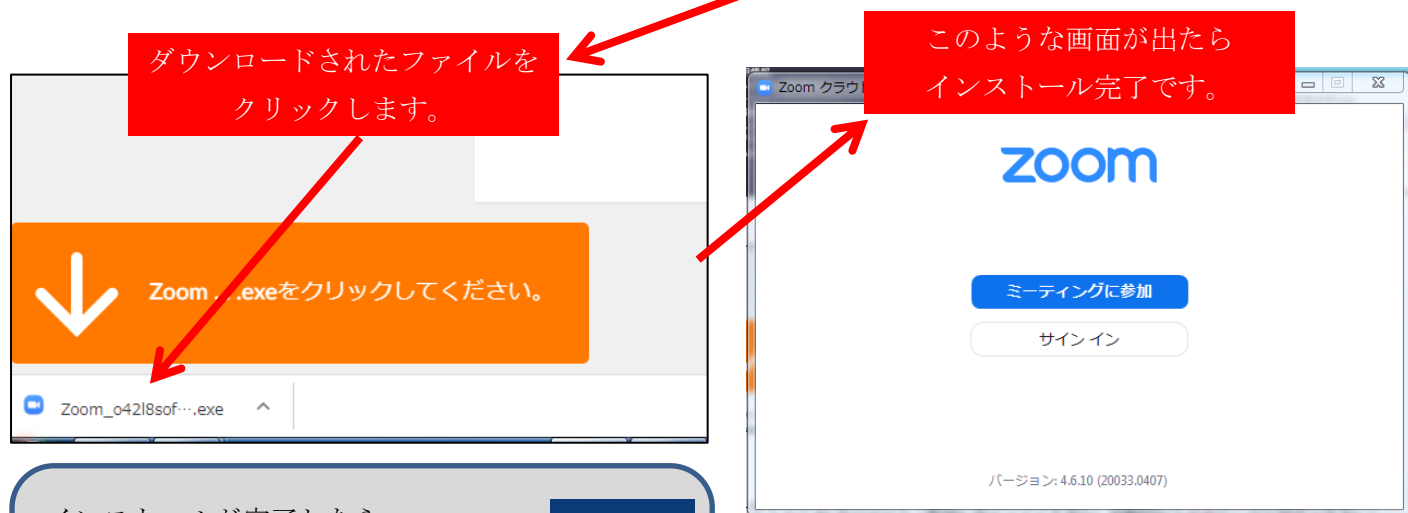 ダウンロードされたファイルを
クリックします。
Zoom . . .exeをクリックしてください。
Zoom_o42l8sof….exe
このような画面が出たら
インストール完了です。
Zoom クラウド
zoom
ミーティングに参加
サイン イン
バージョン: 4.6.10 (20033.0407)